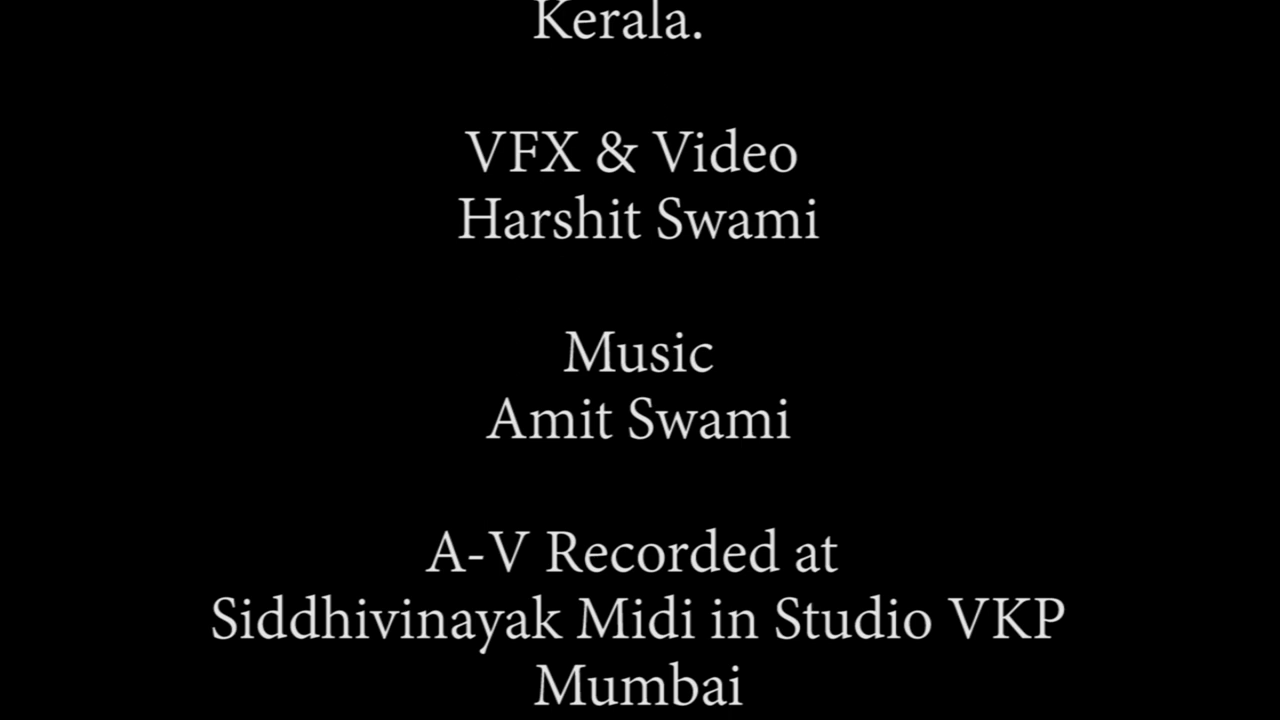 Kerala.
VFX & Video
Harshit Swami
Music
Amit Swami
A-V Recorded at
Siddhivinayak Midi in Studio VKP
Mumbai